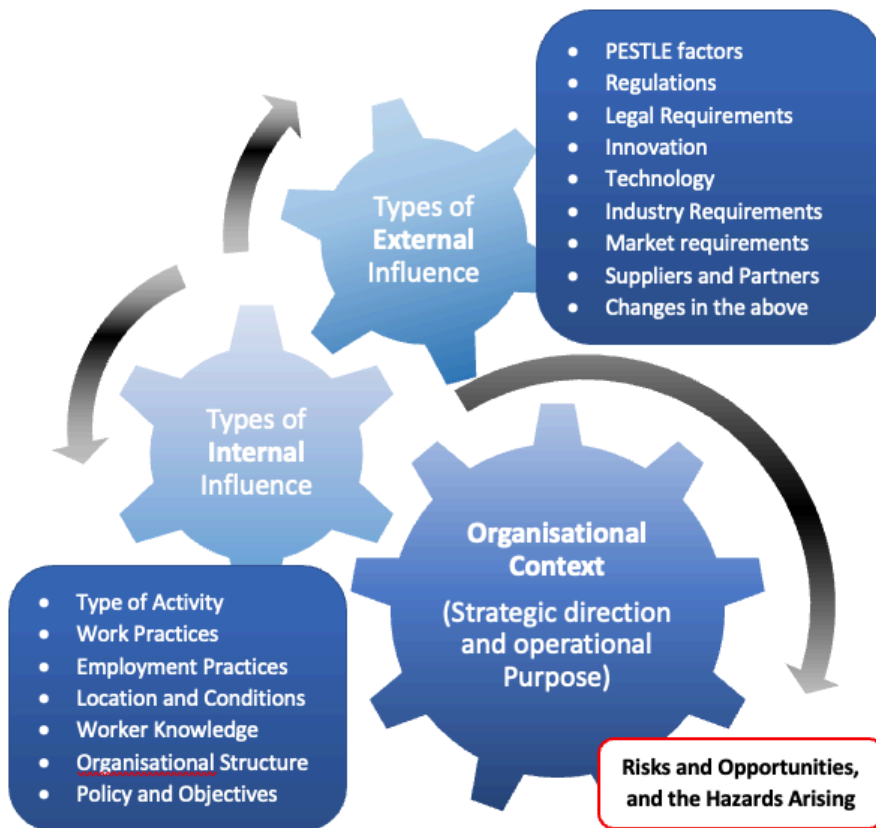 • PESTLE factors
• Regulations
• Legal Requirements
• Innovation
• Technology
• Industry Requirements
• Market requirements
• Suppliers and Partners
• Changes in the above
Types of
External
Influence
Types of
Internal
Influence
Organisational
Context
(Strategic direction
and operational
Purpose)
• Type of Activity
• Work Practices
• Employment Practices
• Location and Conditions
• Worker Knowledge
• Organisational Structure
• Policy and Objectives
Risks and Opportunities,
and the Hazards Arising